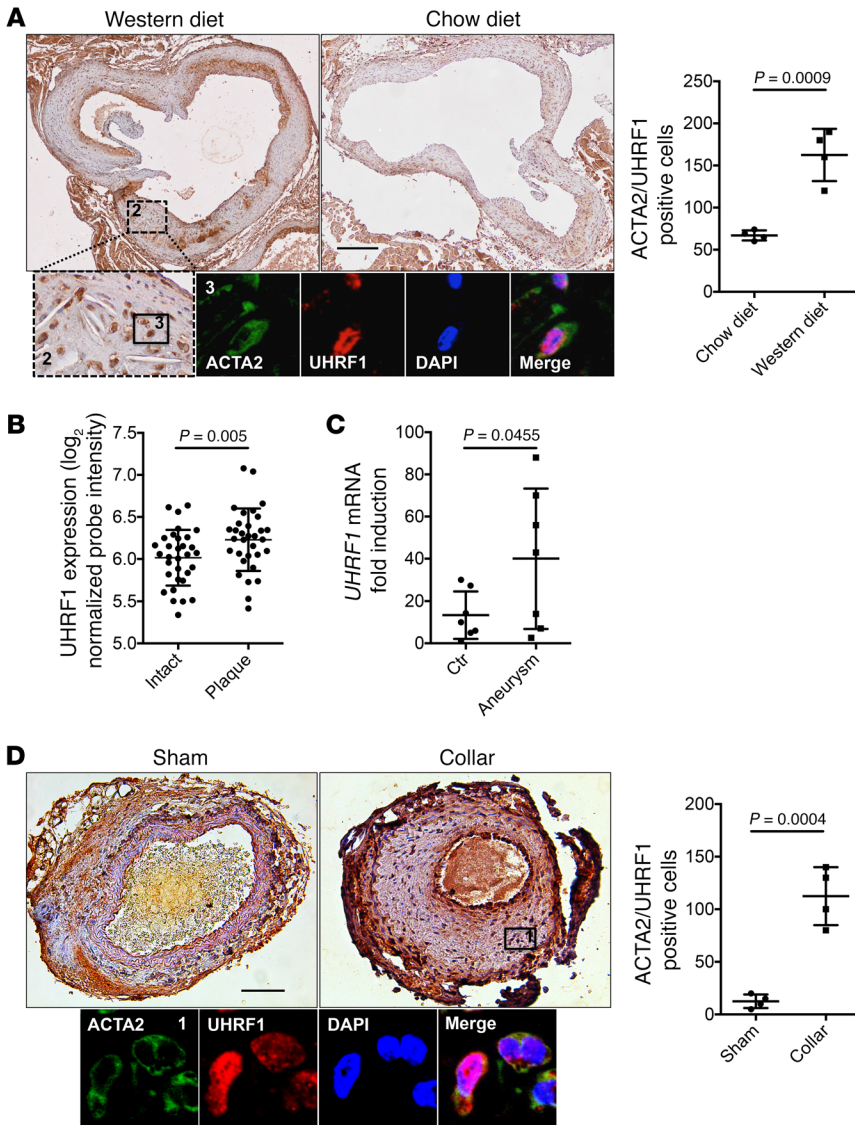 A
Western diet
Chow diet
2
3
2
3
ACTA2
UHRF1
DAPI
Merge
P = 0.0009
ACTA2/UHRF1
positive cells
250
200
150
100
50
0
Chow diet
Western diet
B
UHRF1 expression (log₂
normalized probe intensity)
P = 0.005
7.5
7.0
6.5
6.0
5.5
5.0
Intact
Plaque
C
UHRF1 mRNA
fold induction
P = 0.0455
100
80
60
40
20
0
Ctr
Aneurysm
D
Sham
Collar
1
ACTA2 1
UHRF1
DAPI
Merge
P = 0.0004
ACTA2/UHRF1
positive cells
200
150
100
50
0
Sham
Collar